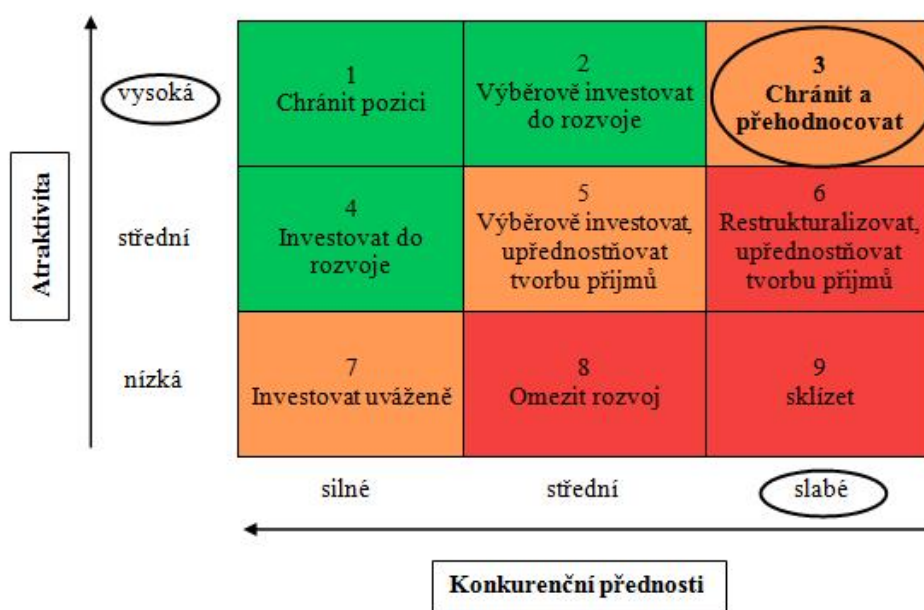 1
Chránit pozici
2
Výběrově investovat
do rozvoje
3
Chránit a
přehodnocovat
vysoká
4
Investovat do
rozvoje
5
Výběrově investovat,
upřednostňovat
tvorbu přijmů
6
Restrukturalizovat,
upřednostňovat
tvorbu přijmů
střední
Atraktivita
7
Investovat uváženě
8
Omezit rozvoj
9
sklízet
nízká
silné
střední
slabé
Konkurenční přednosti